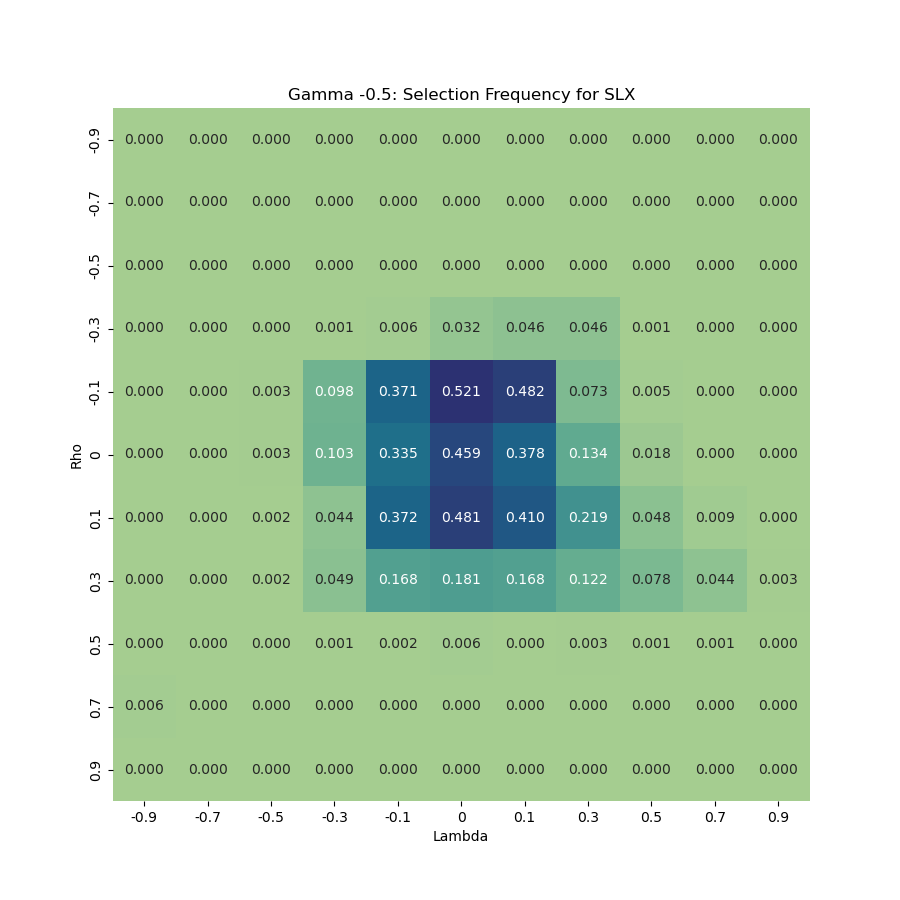 Gamma -0.5: Selection Frequency for SLX
-0.9 0.000 0.000 0.000 0.000 0.000 0.000 0.000 0.000 0.000 0.000 0.000
-0.7 0.000 0.000 0.000 0.000 0.000 0.000 0.000 0.000 0.000 0.000 0.000
-0.5 0.000 0.000 0.000 0.000 0.000 0.000 0.000 0.000 0.000 0.000 0.000
-0.3 0.000 0.000 0.000 0.001 0.006 0.032 0.046 0.046 0.001 0.000 0.000
-0.1 0.000 0.000 0.003 0.098 0.371 0.521 0.482 0.073 0.005 0.000 0.000
Rho
0 0.000 0.000 0.003 0.103 0.335 0.459 0.378 0.134 0.018 0.000 0.000
0.1 0.000 0.000 0.002 0.044 0.372 0.481 0.410 0.219 0.048 0.009 0.000
0.3 0.000 0.000 0.002 0.049 0.168 0.181 0.168 0.122 0.078 0.044 0.003
0.5 0.000 0.000 0.000 0.001 0.002 0.006 0.000 0.003 0.001 0.001 0.000
0.7 0.006 0.000 0.000 0.000 0.000 0.000 0.000 0.000 0.000 0.000 0.000
0.9 0.000 0.000 0.000 0.000 0.000 0.000 0.000 0.000 0.000 0.000 0.000
-0.9 -0.7 -0.5 -0.3 -0.1 0 0.1 0.3 0.5 0.7 0.9
Lambda